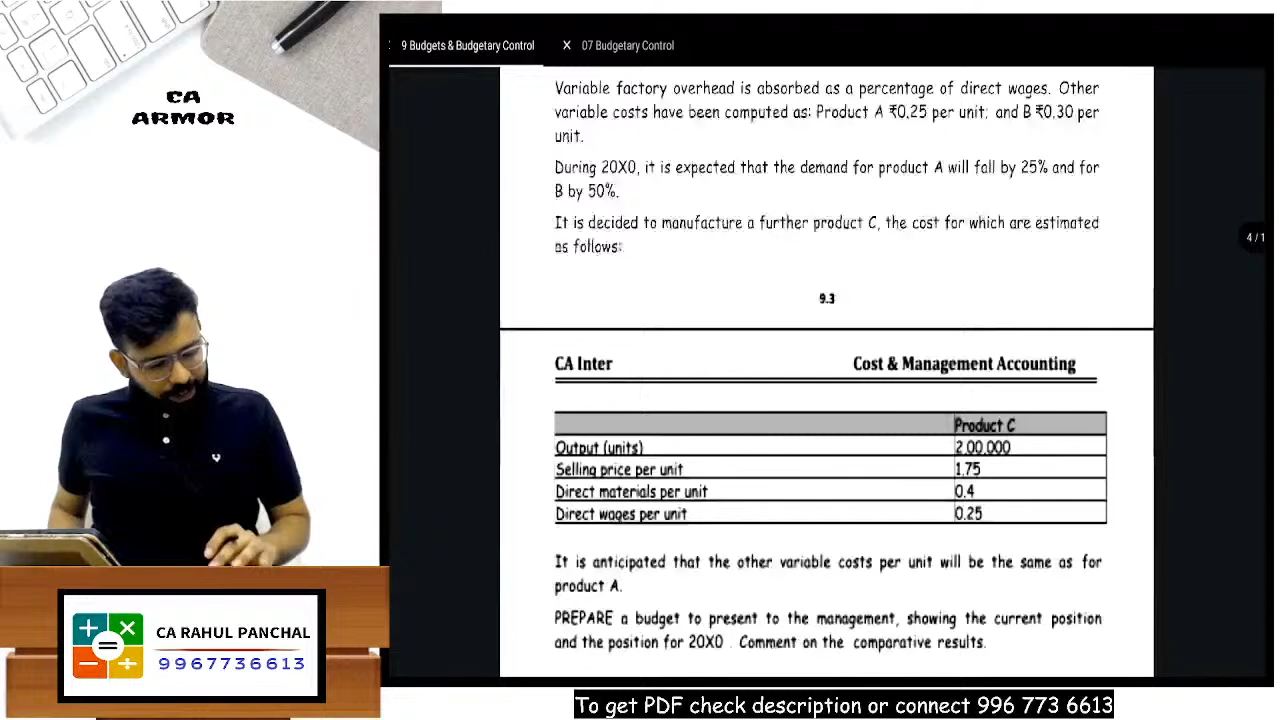 CA
ARMOR
9 Budgets & Budgetary Control
X 07 Budgetary Control
Variable factory overhead is absorbed as a percentage of direct wages. Other
variable costs have been computed as: Product A ₹0.25 per unit; and B ₹0.30 per
unit.
During 20X0, it is expected that the demand for product A will fall by 25% and for
B by 50%.
It is decided to manufacture a further product C, the cost for which are estimated
as follows:
4/1
9.3
CA Inter Cost & Management Accounting
Product C
Output (units) 2,00,000
Selling price per unit 1.75
Direct materials per unit 0.4
Direct wages per unit 0.25
It is anticipated that the other variable costs per unit will be the same as for
product A.
PREPARE a budget to present to the management, showing the current position
and the position for 20X0 . Comment on the comparative results.
CA RAHUL PANCHAL
9967736613
To get PDF check description or connect 996 773 6613